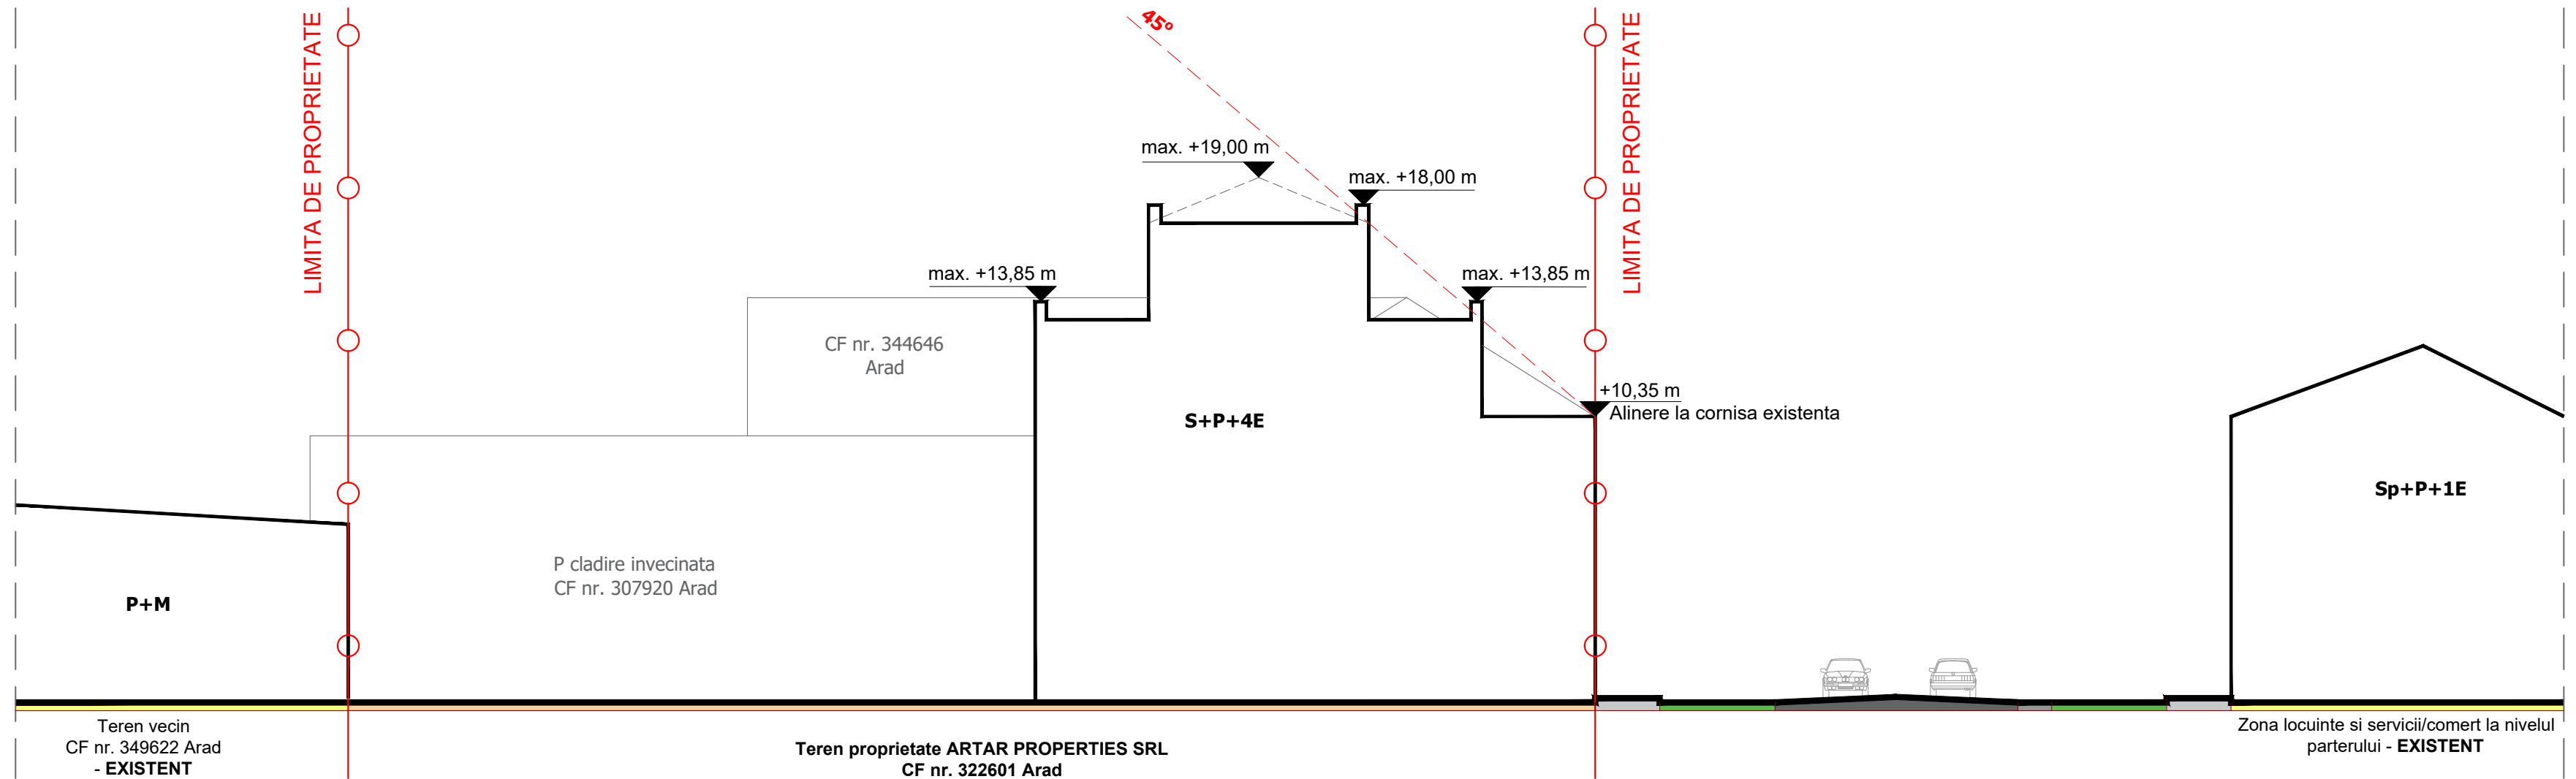 LIMITA DE PROPRIETATE
45°
LIMITA DE PROPRIETATE
max. +19,00 m
max. +18,00 m
max. +13,85 m
max. +13,85 m
CF nr. 344646
Arad
+10,35 m
Alinere la cornisa existenta
S+P+4E
Sp+P+1E
P cladire invecinata
CF nr. 307920 Arad
P+M
Teren vecin
CF nr. 349622 Arad
- EXISTENT
Teren proprietate ARTAR PROPERTIES SRL
CF nr. 322601 Arad
Zona locuinte si servicii/comert la nivelul
parterului - EXISTENT